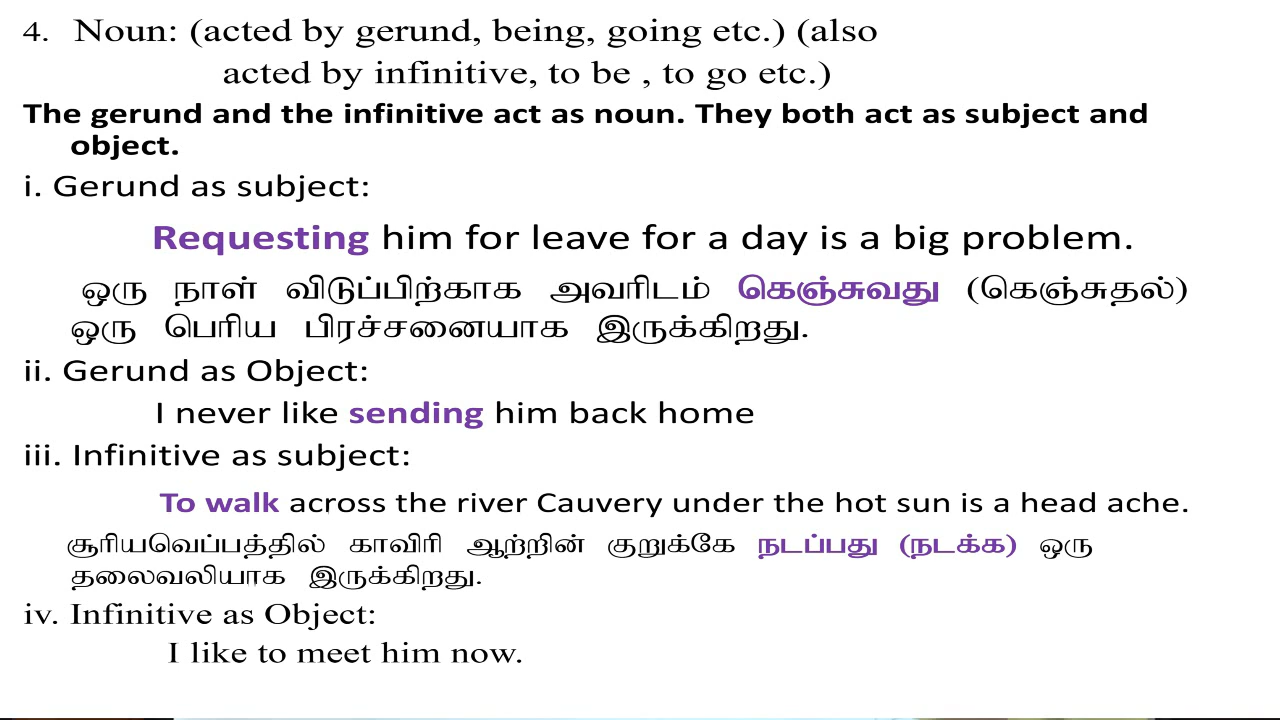 4. Noun: (acted by gerund, being, going etc.) (also
acted by infinitive, to be , to go etc.)
The gerund and the infinitive act as noun. They both act as subject and
object.
i. Gerund as subject:
Requesting him for leave for a day is a big problem.
ஒரு நாள் விடுப்பிற்காக அவரிடம் கெஞ்சுவது (கெஞ்சுதல்)
ஒரு பெரிய பிரச்சனையாக இருக்கிறது.
ii. Gerund as Object:
I never like sending him back home
iii. Infinitive as subject:
To walk across the river Cauvery under the hot sun is a head ache.
சூரியவெப்பத்தில் காவிரி ஆற்றின் குறுக்கே நடப்பது (நடக்க) ஒரு
தலைவலியாக இருக்கிறது.
iv. Infinitive as Object:
I like to meet him now.